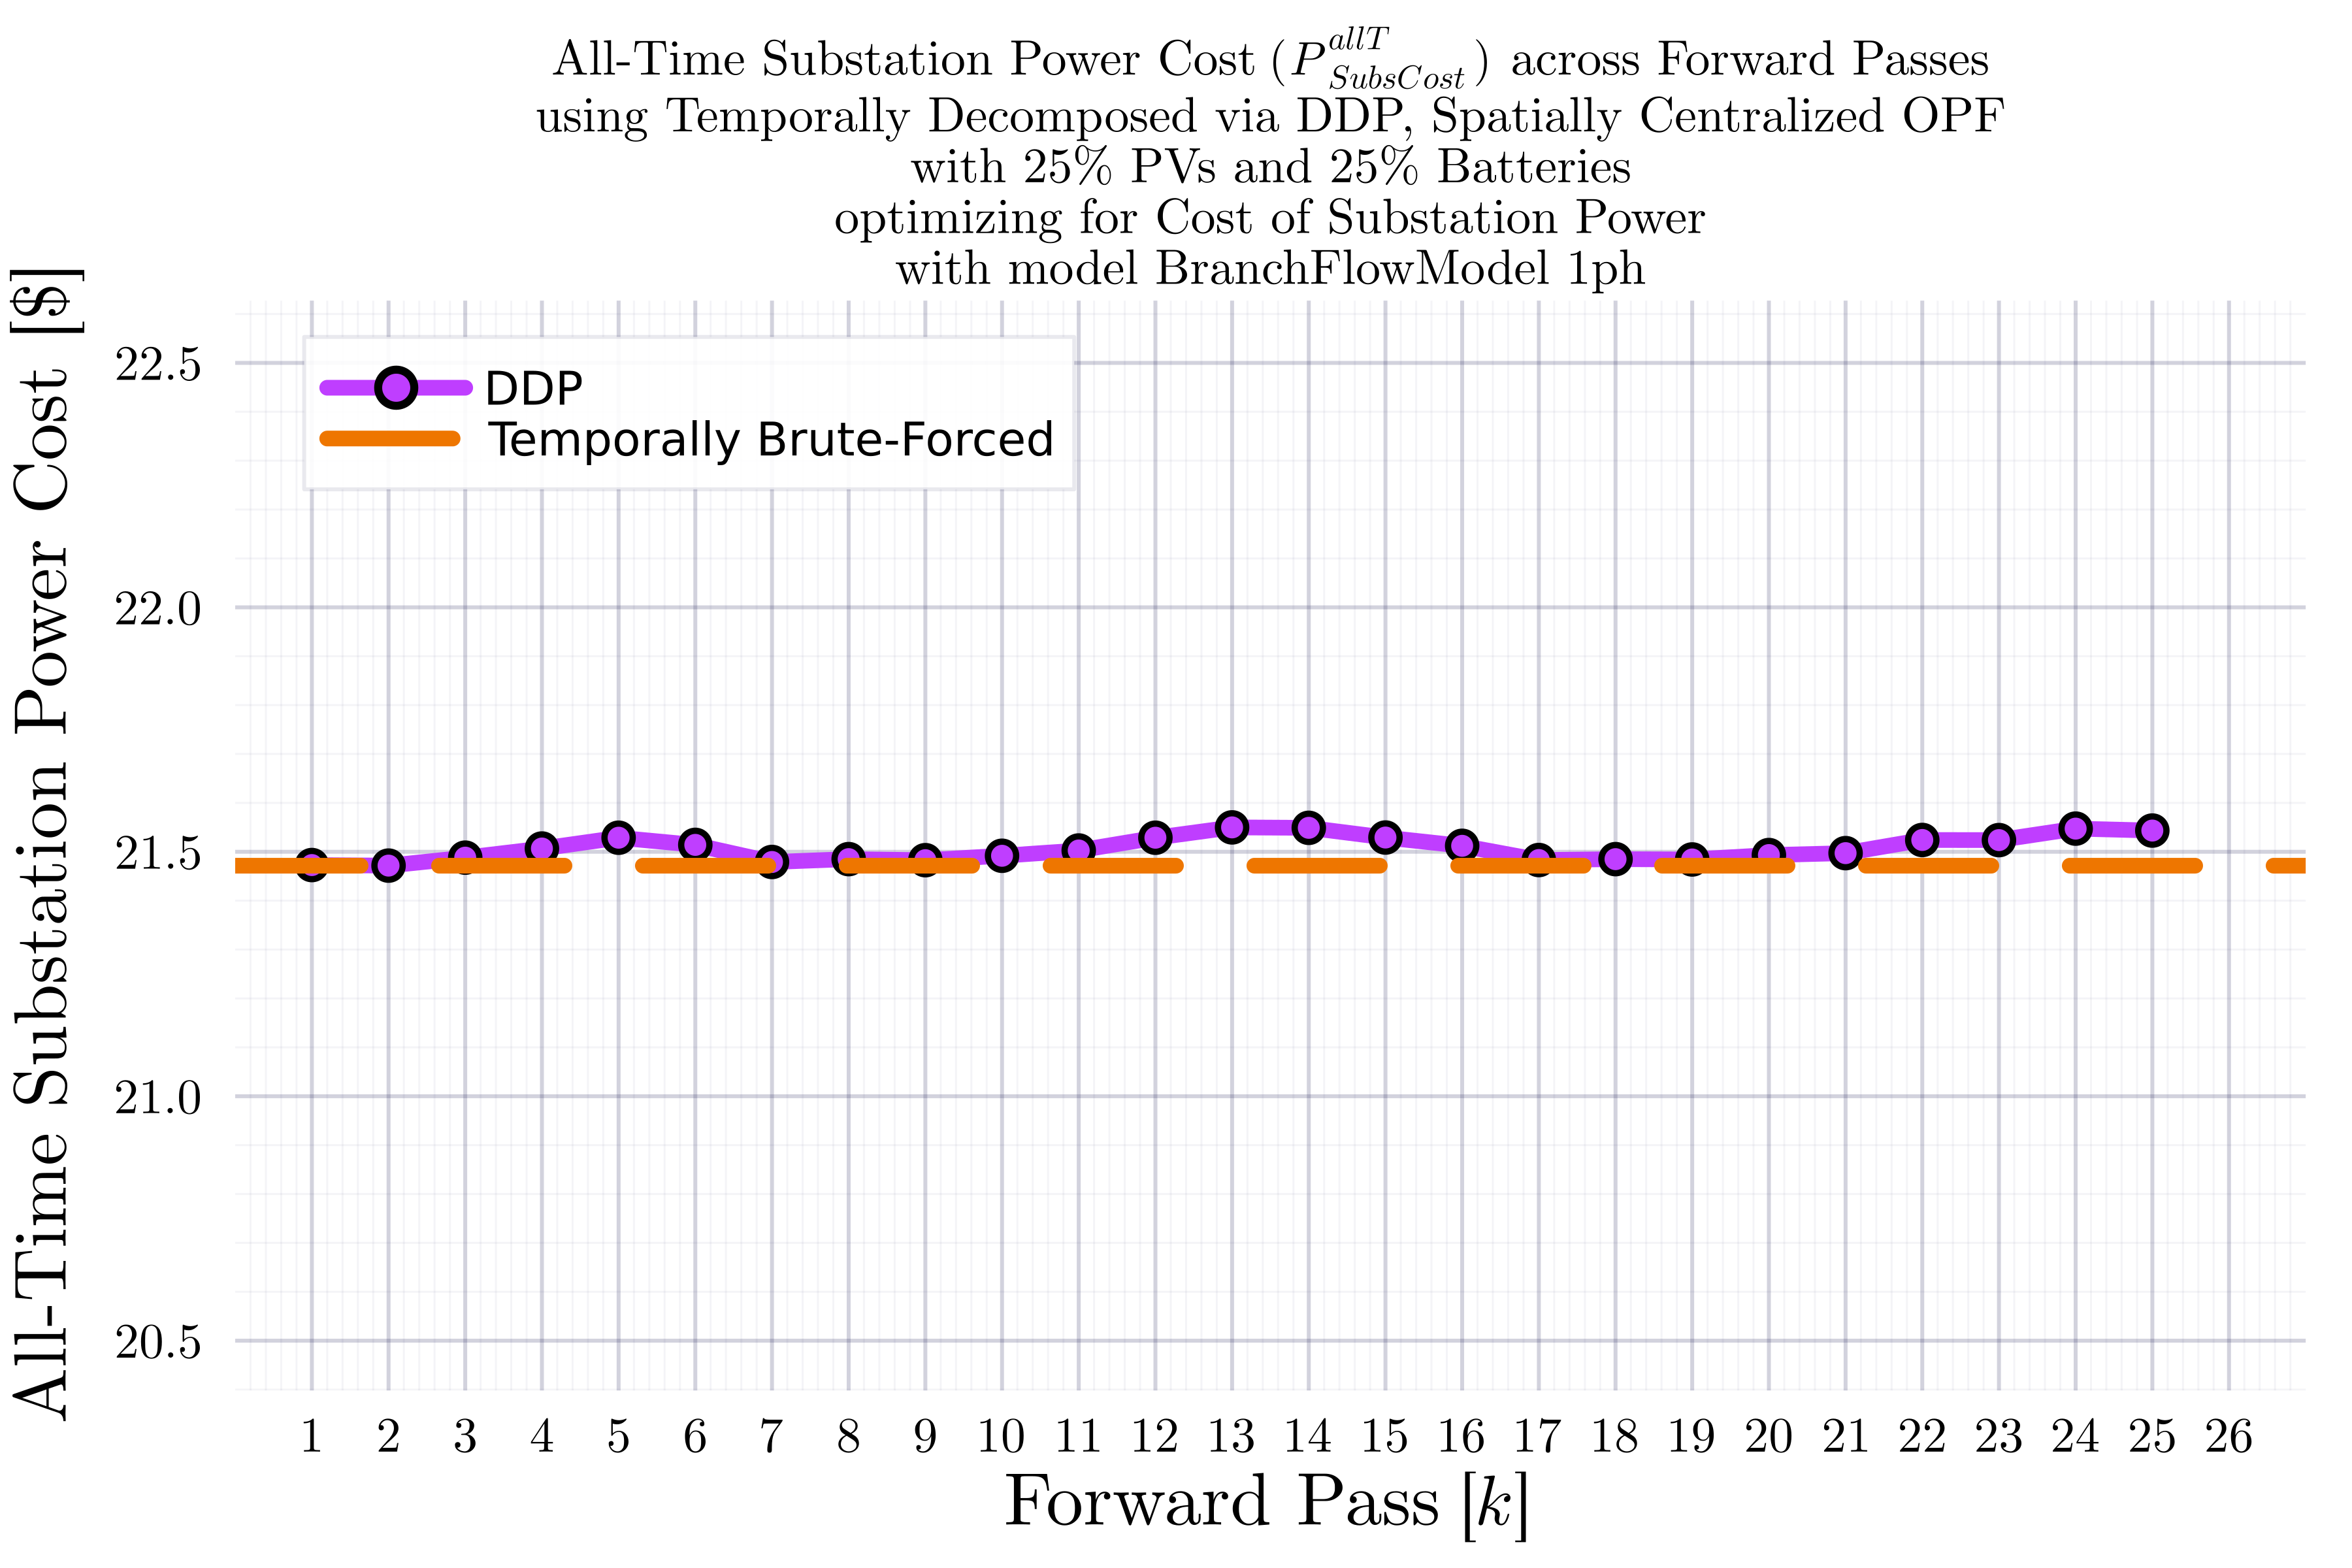 All-Time Substation Power Cost (P^{allT}_{SubsCost}) across Forward Passes
using Temporally Decomposed via DDP, Spatially Centralized OPF
with 25% PVs and 25% Batteries
optimizing for Cost of Substation Power
with model BranchFlowModel 1ph
All-Time Substation Power Cost [$]
22.5
22.0
21.5
21.0
20.5
DDP
Temporally Brute-Forced
1 2 3 4 5 6 7 8 9 10 11 12 13 14 15 16 17 18 19 20 21 22 23 24 25 26
Forward Pass [k]